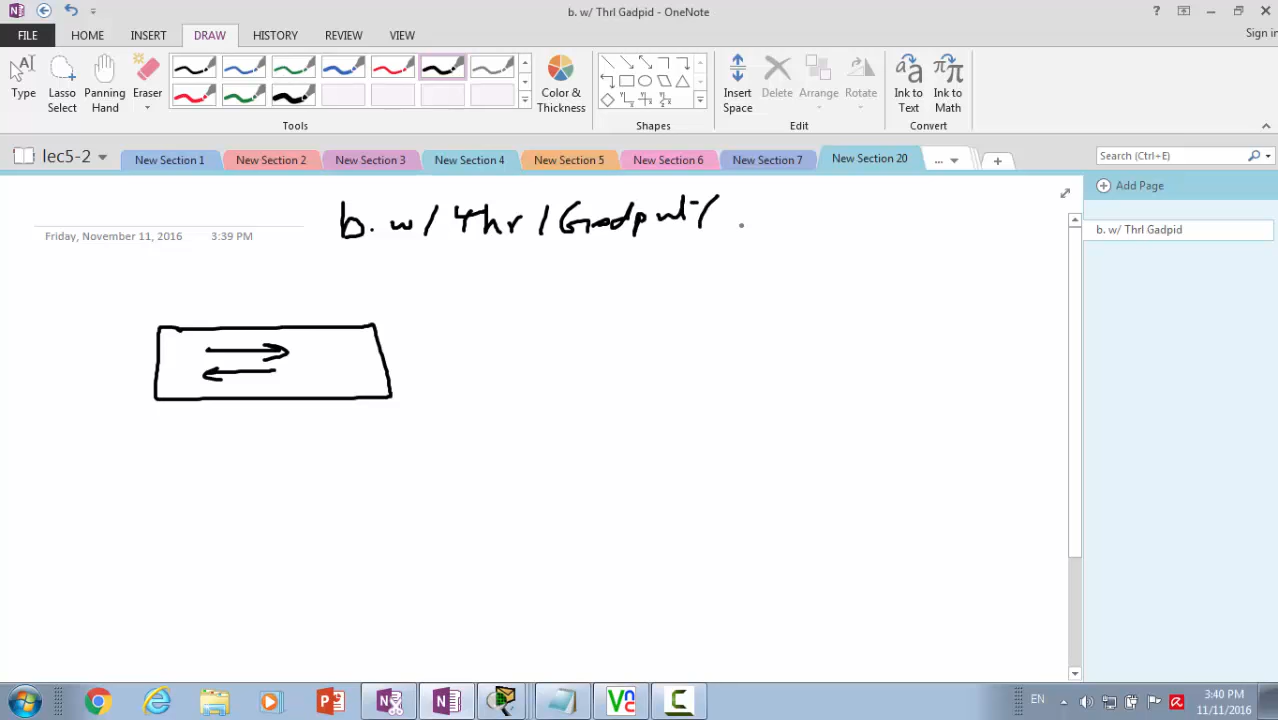 b. w/ Thrl Gadpid - OneNote
?
FILE HOME INSERT DRAW HISTORY REVIEW VIEW
Sign in
Type
Lasso Select
Panning Hand
Eraser
Color & Thickness
Insert Space
Delete
Arrange
Rotate
Ink to Text
Ink to Math
Tools
Shapes
Edit
Convert
lec5-2
New Section 1
New Section 2
New Section 3
New Section 4
New Section 5
New Section 6
New Section 7
New Section 20
...
Search (Ctrl+E)
Add Page
b. w/ Thrl Gadpid
b. w/ Thr /
Friday, November 11, 2016 3:39 PM
EN
3:40 PM
11/11/2016